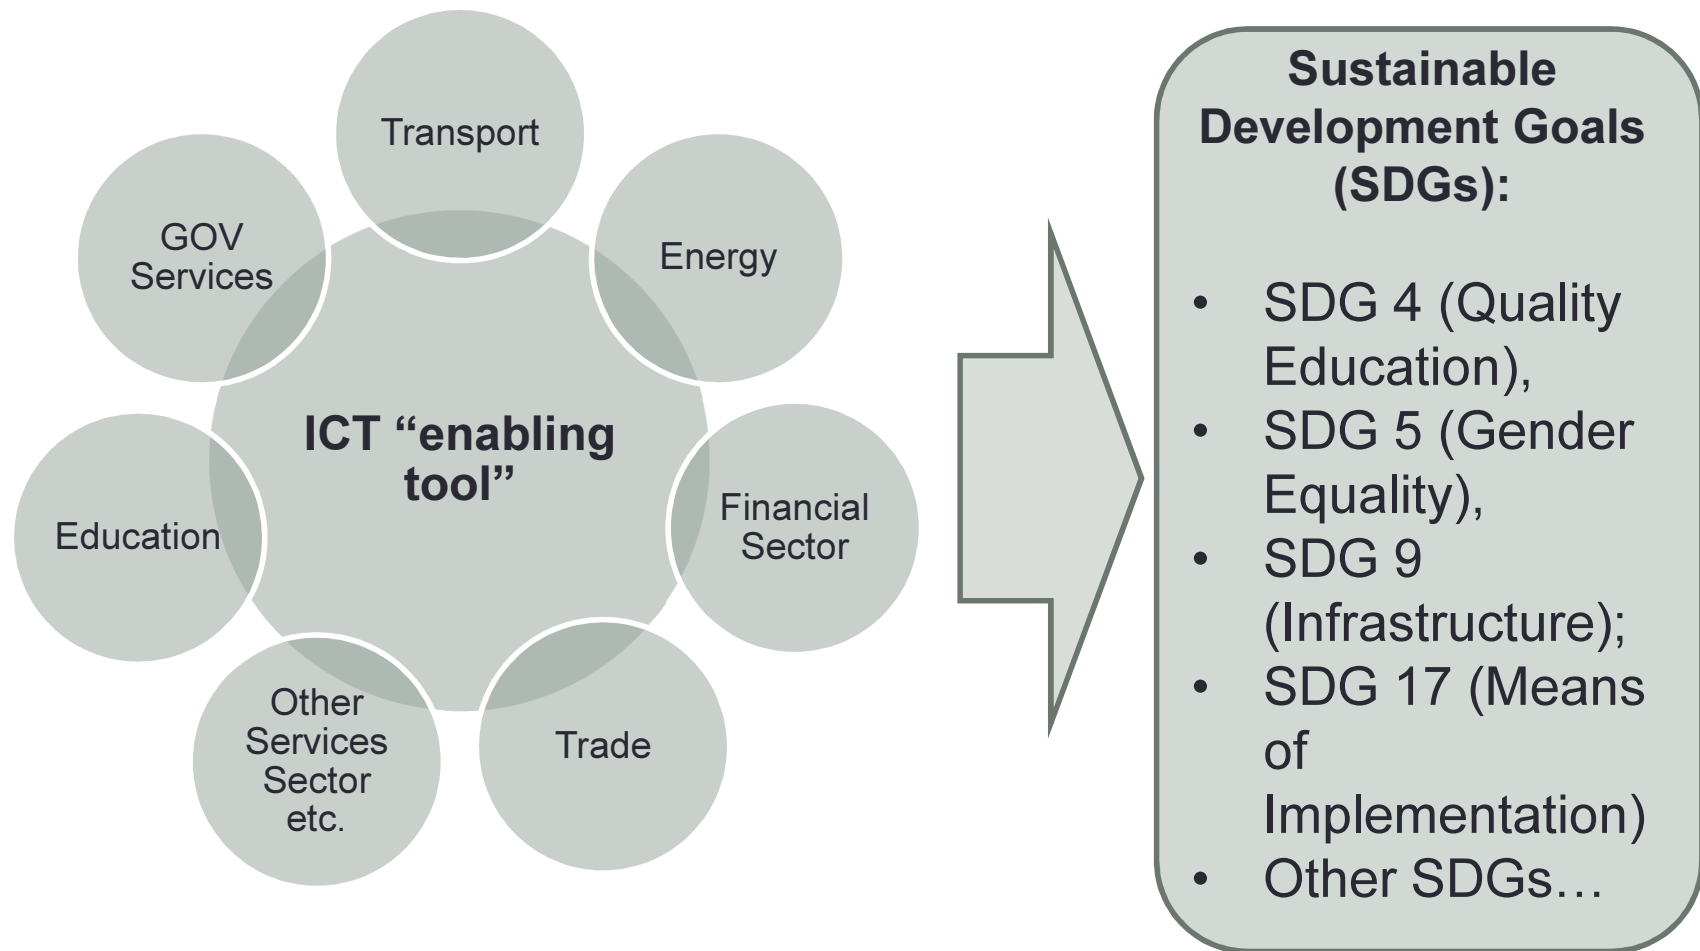 Transport
GOV
Services
Energy
ICT “enabling
tool”
Education
Financial
Sector
Other
Services
Sector
etc.
Trade
Sustainable
Development Goals
(SDGs):
• SDG 4 (Quality
Education),
• SDG 5 (Gender
Equality),
• SDG 9
(Infrastructure);
• SDG 17 (Means
of
Implementation)
• Other SDGs…